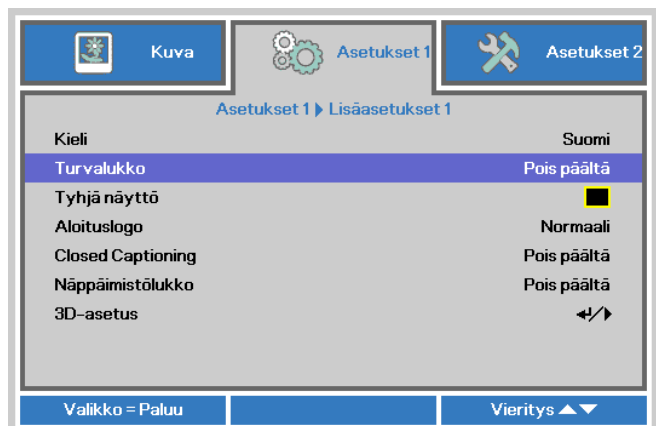 Kuva
Asetukset 1
Asetukset 2
Asetukset 1 Lisäasetukset 1
Kieli Suomi
Turvalukko Pois päältä
Tyhjä näyttö
Aloituslogo Normaali
Closed Captioning Pois päältä
Näppäimistölukko Pois päältä
3D-asetus
Valikko = Paluu
Vieritys